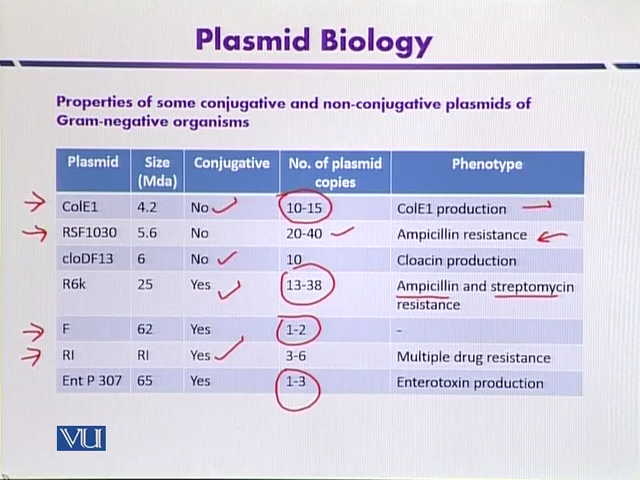 Plasmid Biology
Properties of some conjugative and non-conjugative plasmids of
Gram-negative organisms
Plasmid Size (Mda) Conjugative No. of plasmid copies Phenotype
ColE1 4.2 No 10-15 ColE1 production
RSF1030 5.6 No 20-40 Ampicillin resistance
cloDF13 6 No 10 Cloacin production
R6k 25 Yes 13-38 Ampicillin and streptomycin resistance
F 62 Yes 1-2 -
RI RI Yes 3-6 Multiple drug resistance
Ent P 307 65 Yes 1-3 Enterotoxin production
VU